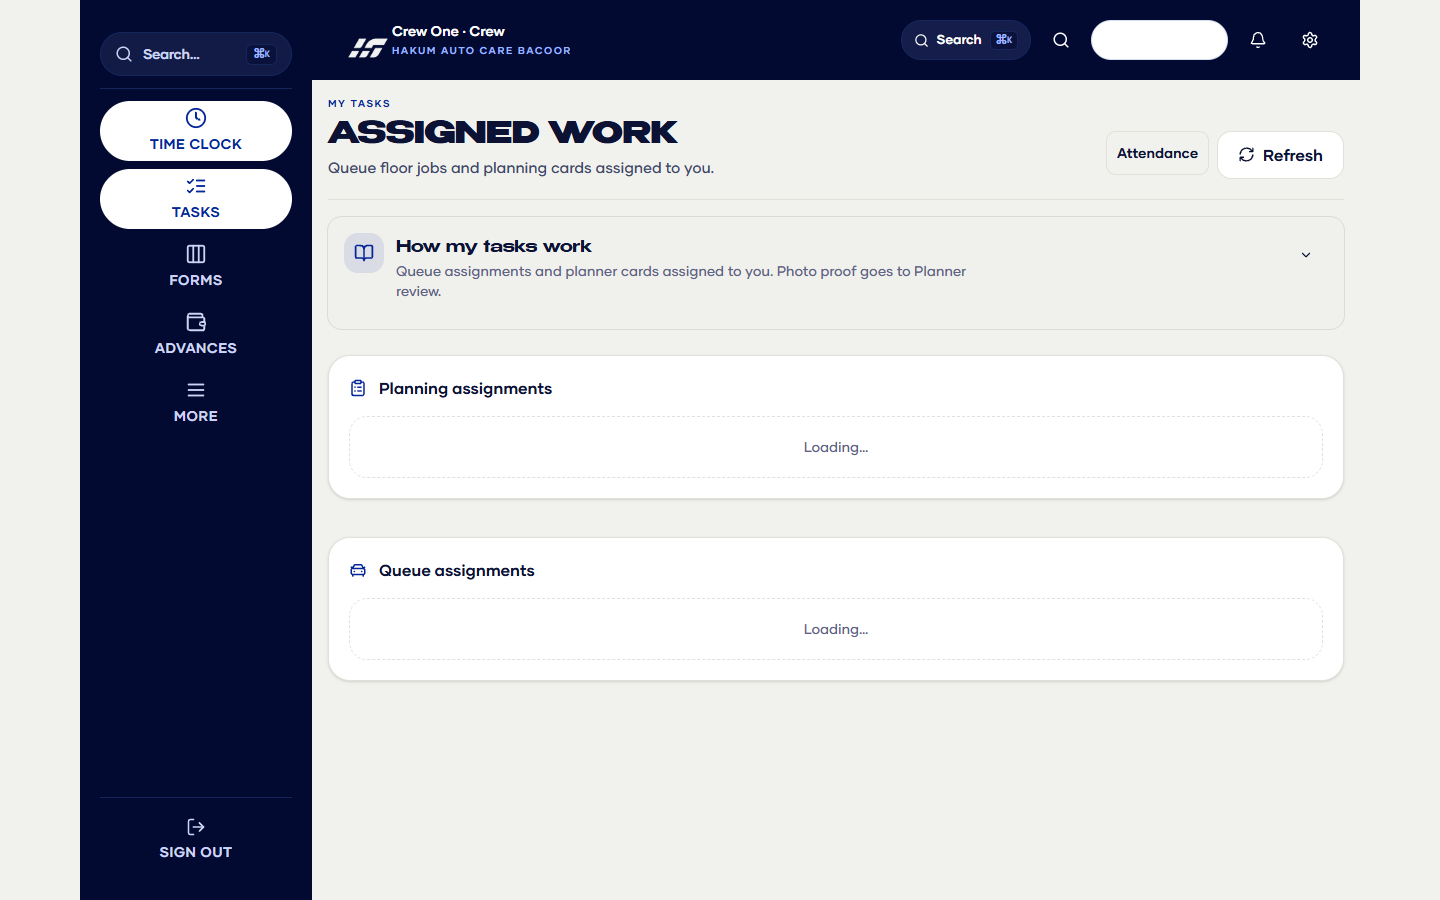 Search...
⌘K
TIME CLOCK
TASKS
FORMS
ADVANCES
MORE
SIGN OUT
Crew One · Crew
HAKUM AUTO CARE BACOOR
Search ⌘K
MY TASKS
ASSIGNED WORK
Queue floor jobs and planning cards assigned to you.
Attendance
Refresh
How my tasks work
Queue assignments and planner cards assigned to you. Photo proof goes to Planner
review.
Planning assignments
Loading...
Queue assignments
Loading...